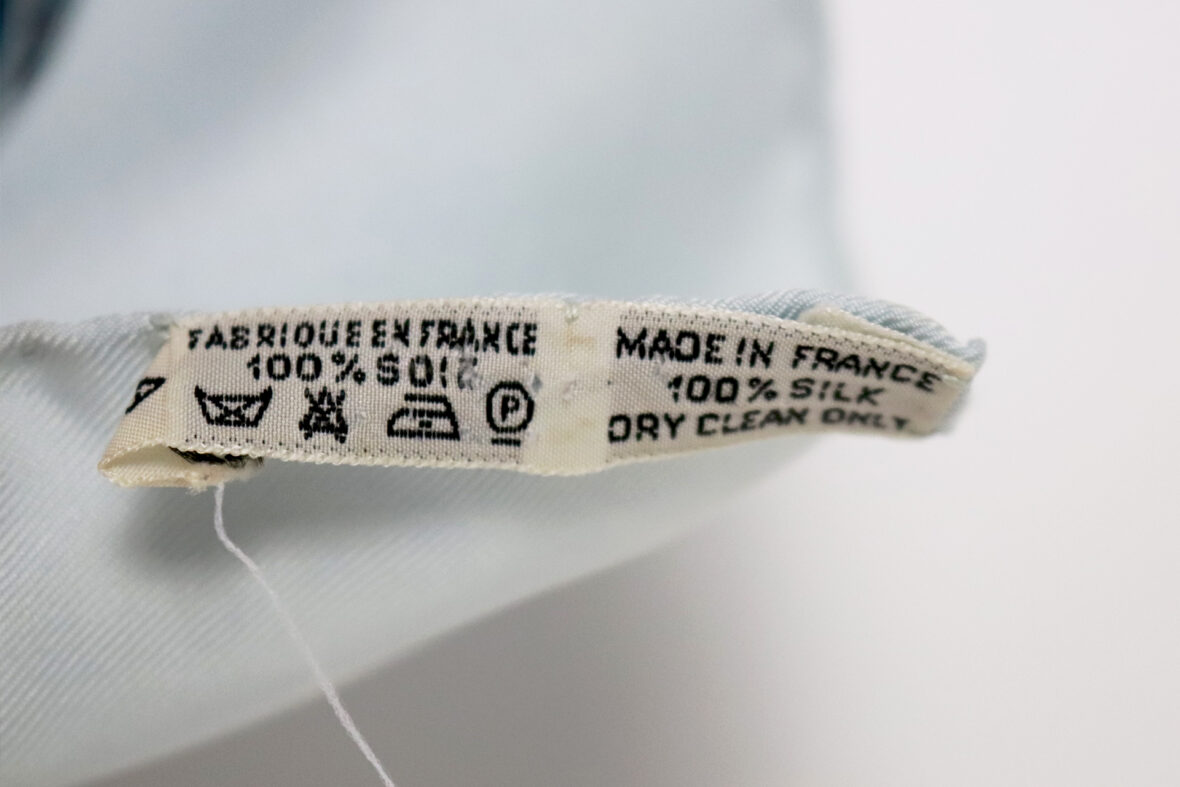 FABRIQUE EN FRANCE
100% SOIE
P
MADE IN FRANCE
100% SILK
DRY CLEAN ONLY